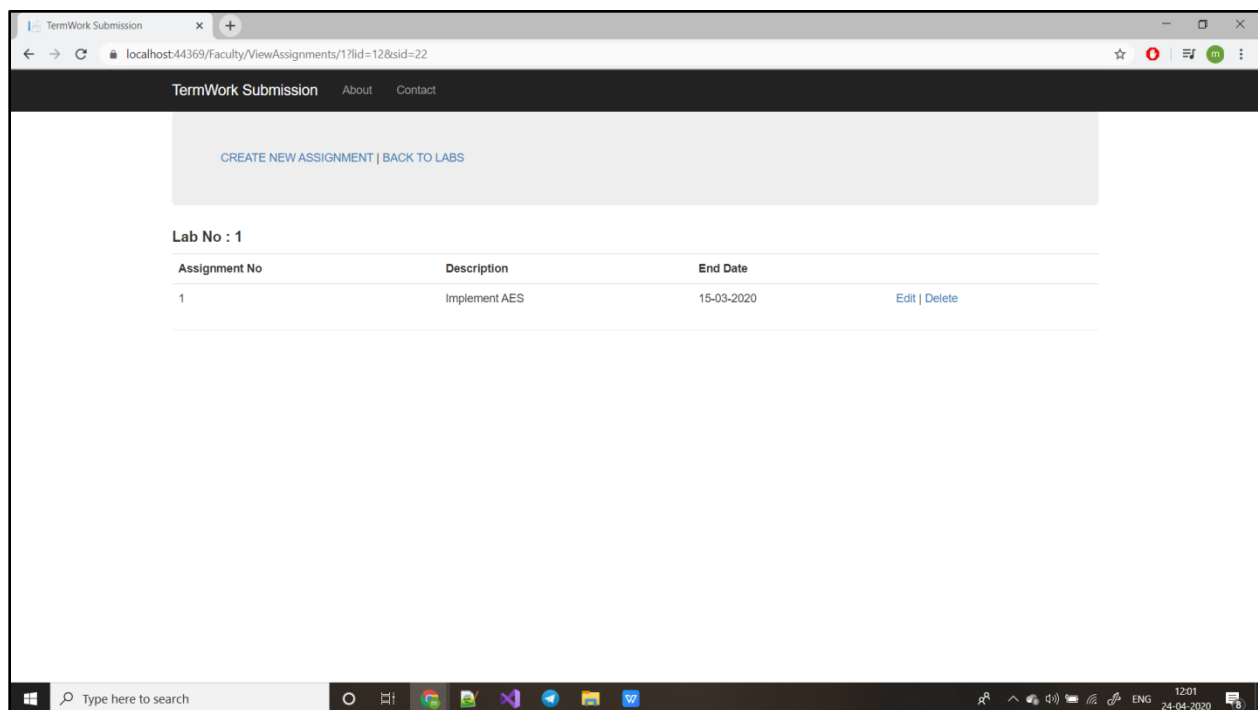 TermWork Submission
localhost:44369/Faculty/ViewAssignments/1?lid=12&sid=22
m
TermWork Submission About Contact
CREATE NEW ASSIGNMENT | BACK TO LABS
Lab No : 1
Assignment No Description End Date
1 Implement AES 15-03-2020 Edit | Delete
Type here to search
ENG 12:01
24-04-2020
8